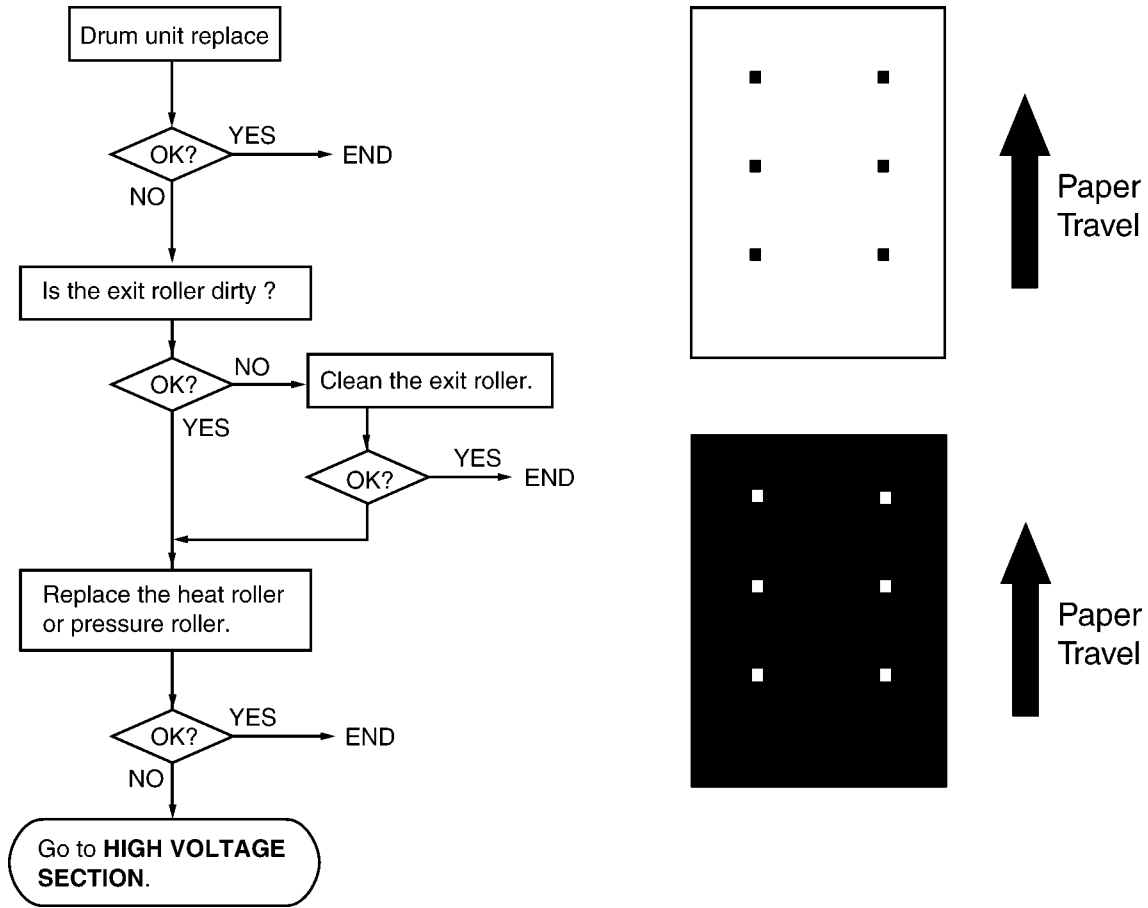 Drum unit replace
OK?
YES
END
NO
Is the exit roller dirty ?
OK?
NO
Clean the exit roller.
YES
OK?
YES
END
Replace the heat roller
or pressure roller.
OK?
YES
END
NO
Go to HIGH VOLTAGE
SECTION.
Paper
Travel
Paper
Travel